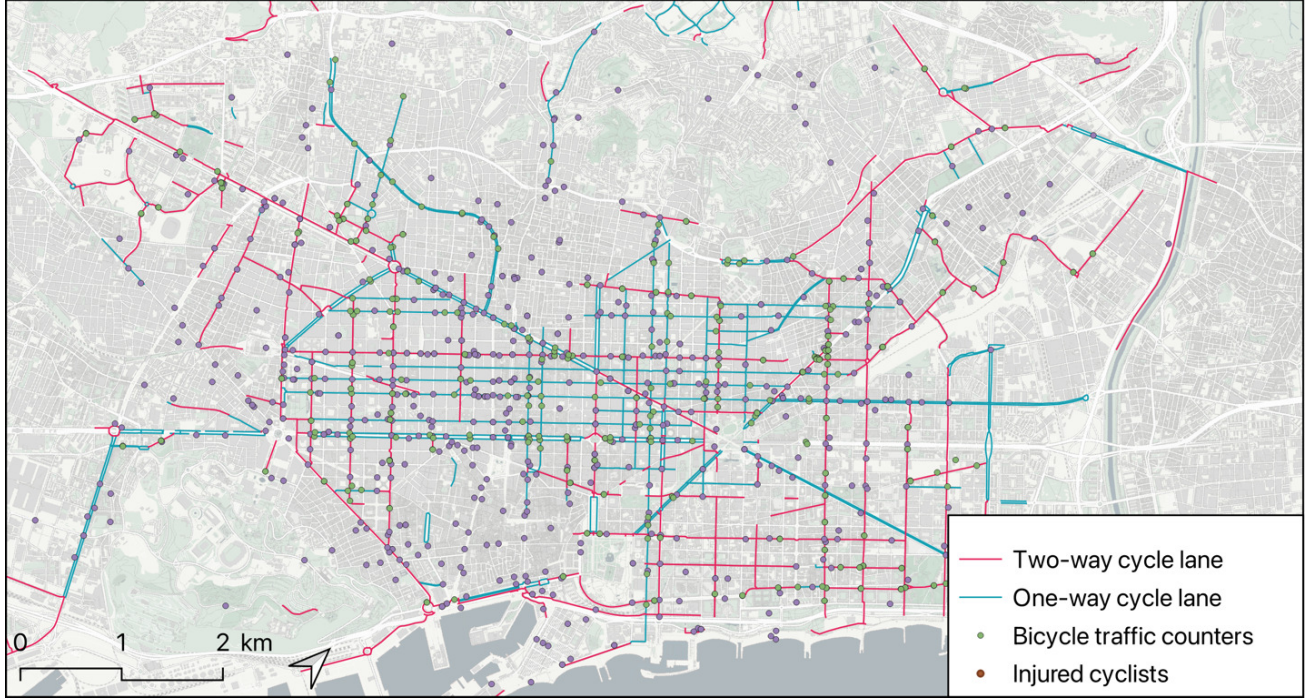 Two-way cycle lane
One-way cycle lane
Bicycle traffic counters
Injured cyclists
0 1 2 km